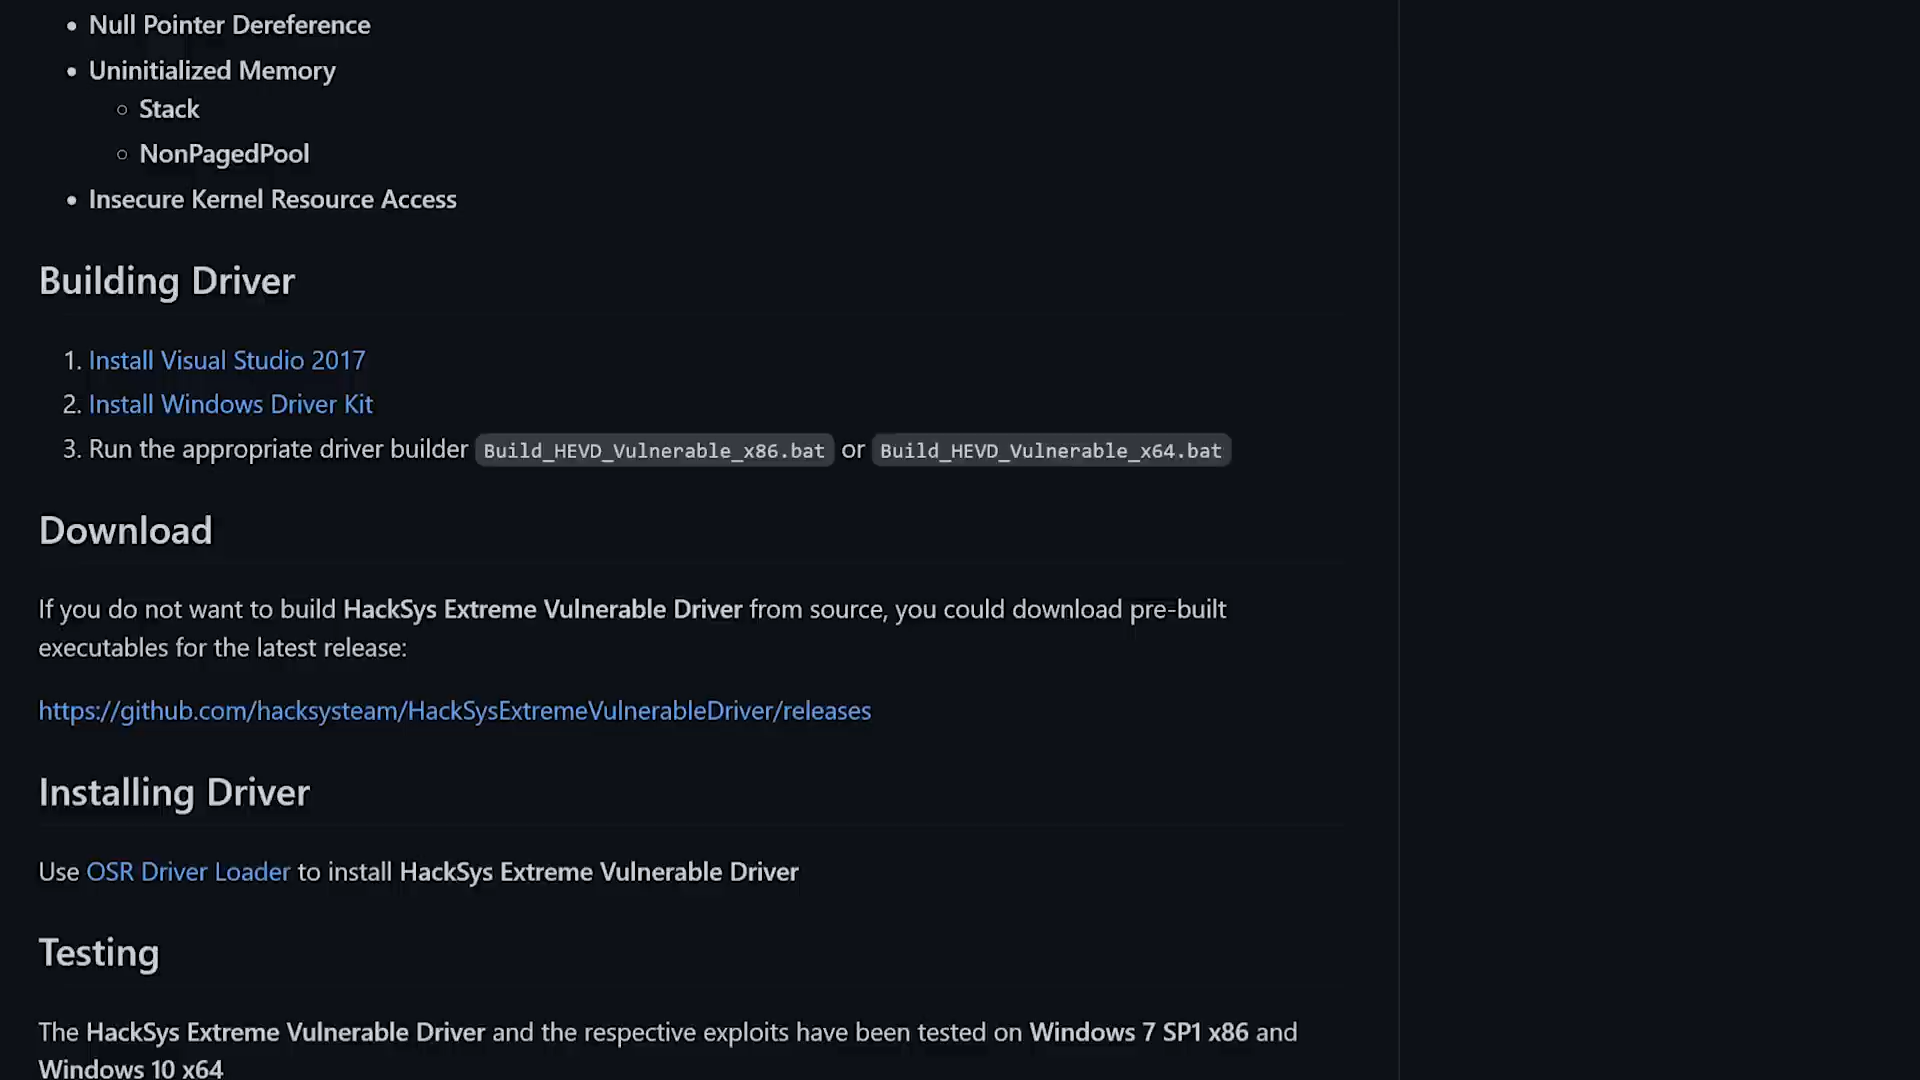 • Null Pointer Dereference
• Uninitialized Memory
○ Stack
○ NonPagedPool
• Insecure Kernel Resource Access
Building Driver
1. Install Visual Studio 2017
2. Install Windows Driver Kit
3. Run the appropriate driver builder Build_HEVD_Vulnerable_x86.bat or Build_HEVD_Vulnerable_x64.bat
Download
If you do not want to build HackSys Extreme Vulnerable Driver from source, you could download pre-built
executables for the latest release:
https://github.com/hacksysteam/HackSysExtremeVulnerableDriver/releases
Installing Driver
Use OSR Driver Loader to install HackSys Extreme Vulnerable Driver
Testing
The HackSys Extreme Vulnerable Driver and the respective exploits have been tested on Windows 7 SP1 x86 and
Windows 10 x64